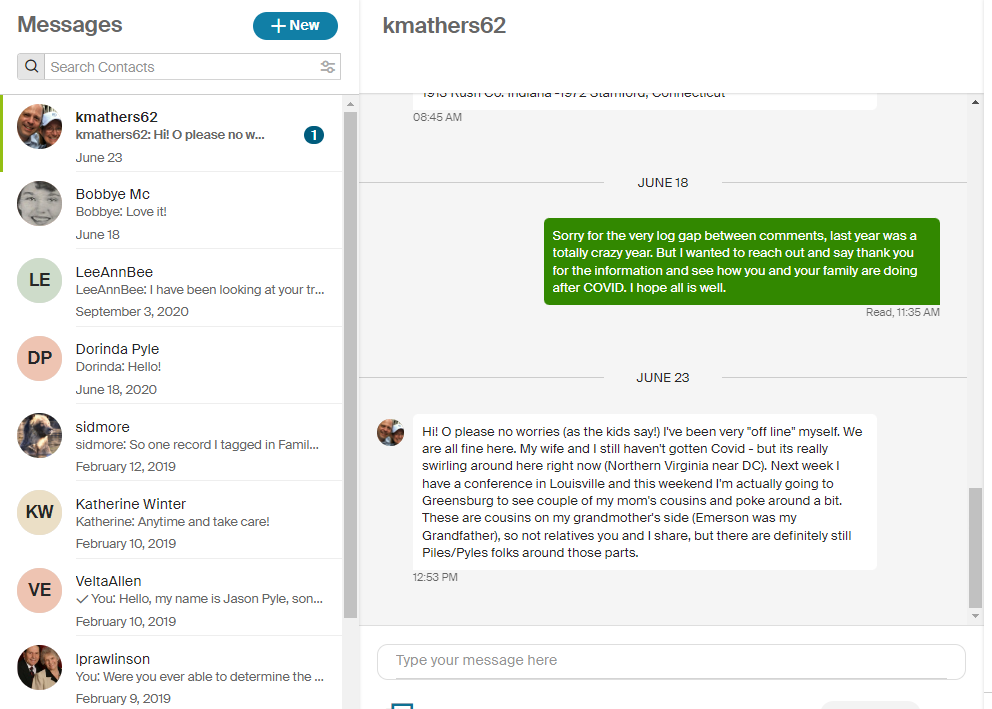 Messages
New
Search Contacts
kmathers62
kmathers62: Hi! O please no w...
1
June 23
Bobbye Mc
Bobbye: Love it!
June 18
LE
LeeAnnBee
LeeAnnBee: I have been looking at your tr...
September 3, 2020
DP
Dorinda Pyle
Dorinda: Hello!
June 18, 2020
sidmore
sidmore: So one record I tagged in Famil...
February 12, 2019
KW
Katherine Winter
Katherine: Anytime and take care!
February 10, 2019
VE
VeltaAllen
You: Hello, my name is Jason Pyle, son...
February 10, 2019
lprawlinson
You: Were you ever able to determine the ...
February 9, 2019
kmathers62
1913 Rush Co. Indiana -1972 Stamford, Connecticut
08:45 AM
JUNE 18
Sorry for the very log gap between comments, last year was a
totally crazy year. But I wanted to reach out and say thank you
for the information and see how you and your family are doing
after COVID. I hope all is well.
Read, 11:35 AM
JUNE 23
Hi! O please no worries (as the kids say!) I've been very "off line" myself. We
are all fine here. My wife and I still haven't gotten Covid - but its really
swirling around here right now (Northern Virginia near DC). Next week I
have a conference in Louisville and this weekend I'm actually going to
Greensburg to see couple of my mom's cousins and poke around a bit.
These are cousins on my grandmother's side (Emerson was my
Grandfather), so not relatives you and I share, but there are definitely still
Piles/Pyles folks around those parts.
12:53 PM
Type your message here